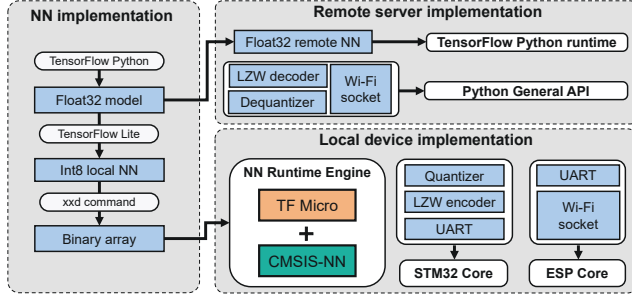 NN implementation
TensorFlow Python
Float32 model
TensorFlow Lite
Int8 local NN
xxd command
Binary array
Remote server implementation
Float32 remote NN
TensorFlow Python runtime
LZW decoder
Dequantizer
Wi-Fi
socket
Python General API
Local device implementation
NN Runtime Engine
TF Micro
+
CMSIS-NN
Quantizer
LZW encoder
UART
STM32 Core
UART
Wi-Fi
socket
ESP Core